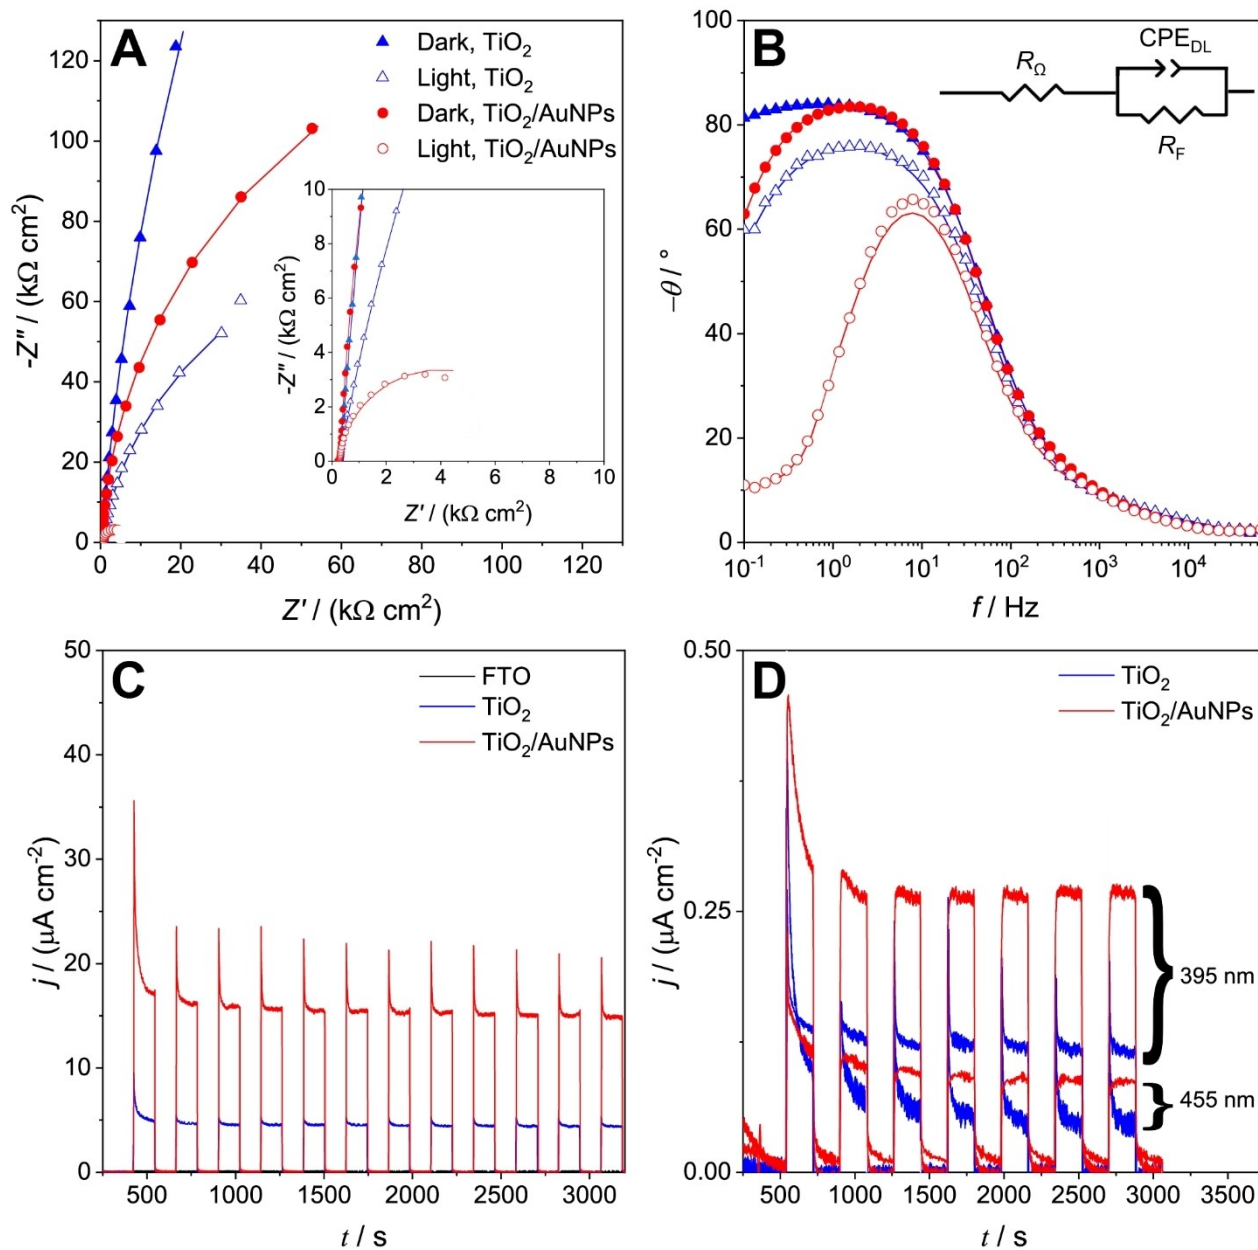 A
Dark, TiO₂
Light, TiO₂
Dark, TiO₂/AuNPs
Light, TiO₂/AuNPs
-Z″ / (kΩ cm²)
120
100
80
60
40
20
0
0 20 40 60 80 100 120
Z′ / (kΩ cm²)
-Z″ / (kΩ cm²)
10
8
6
4
2
0
0 2 4 6 8 10
Z′ / (kΩ cm²)
B
CPE_DL
R_Ω
R_F
−θ / °
100
80
60
40
20
0
10⁻¹ 10⁰ 10¹ 10² 10³ 10⁴
f / Hz
C
FTO
TiO₂
TiO₂/AuNPs
j / (μA cm⁻²)
50
40
30
20
10
0
500 1000 1500 2000 2500 3000
t / s
D
TiO₂
TiO₂/AuNPs
j / (μA cm⁻²)
0.50
0.25
0.00
395 nm
455 nm
500 1000 1500 2000 2500 3000 3500
t / s